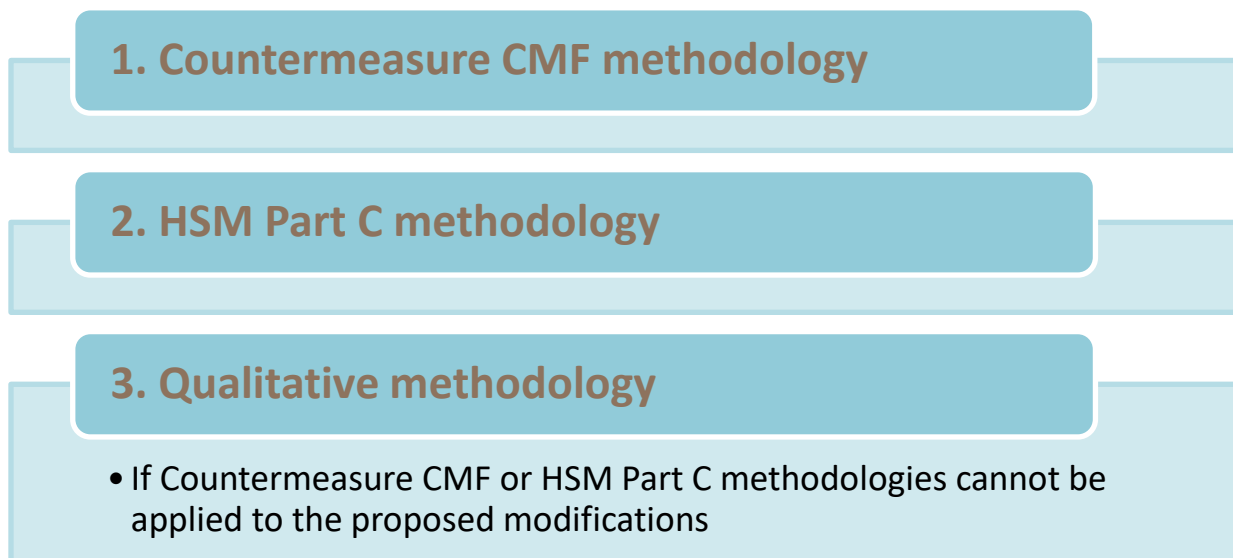 1. Countermeasure CMF methodology
2. HSM Part C methodology
3. Qualitative methodology
• If Countermeasure CMF or HSM Part C methodologies cannot be
applied to the proposed modifications